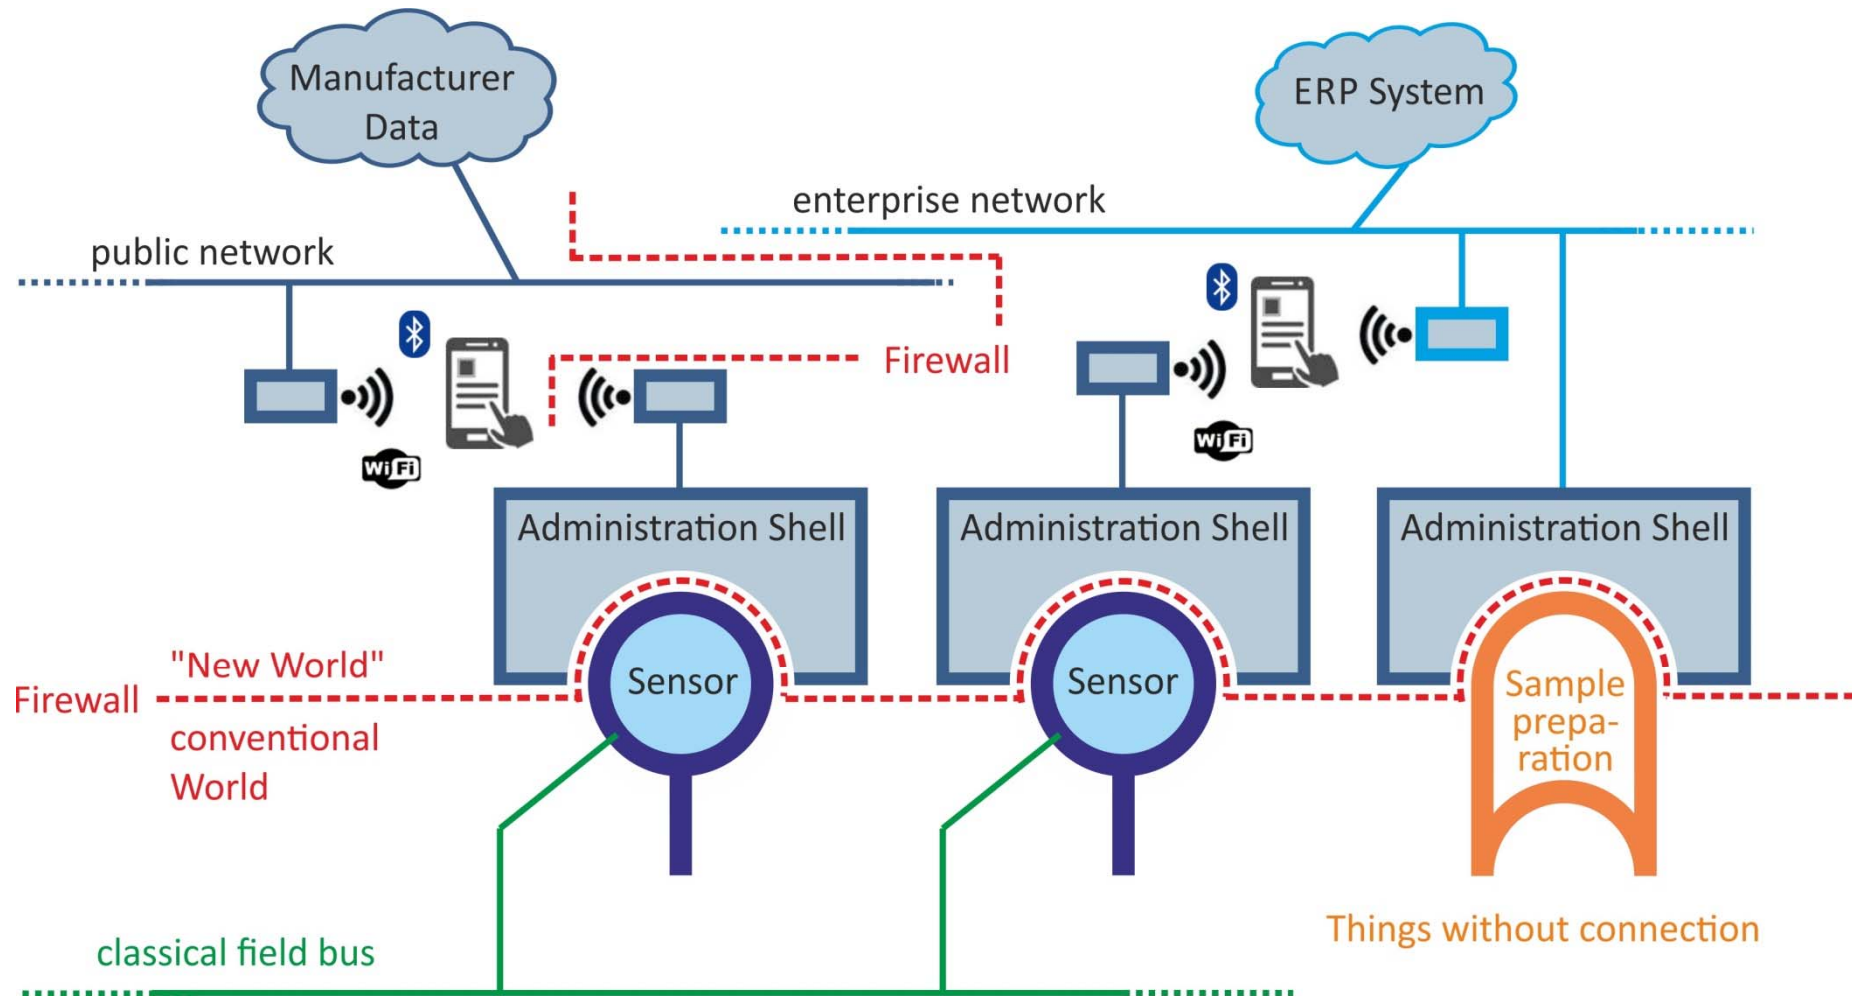 Manufacturer
Data
ERP System
enterprise network
public network
Firewall
WiFi
WiFi
Administration Shell
Administration Shell
Administration Shell
"New World"
Firewall
conventional
World
Sensor
Sensor
Sample
prepa-
ration
Things without connection
classical field bus